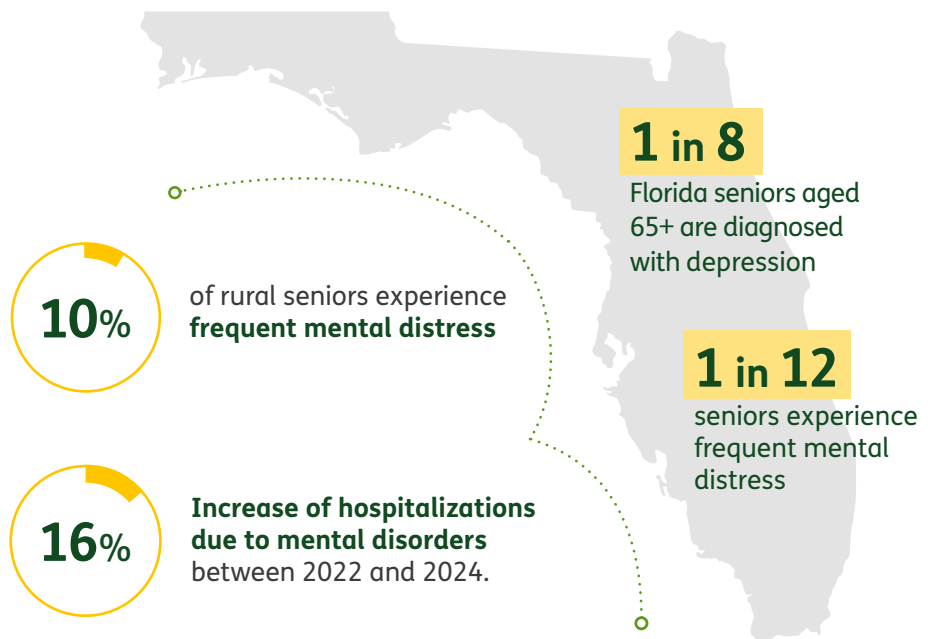 1 in 8
Florida seniors aged
65+ are diagnosed
with depression
10%
of rural seniors experience
frequent mental distress
1 in 12
seniors experience
frequent mental
distress
16%
Increase of hospitalizations
due to mental disorders
between 2022 and 2024.